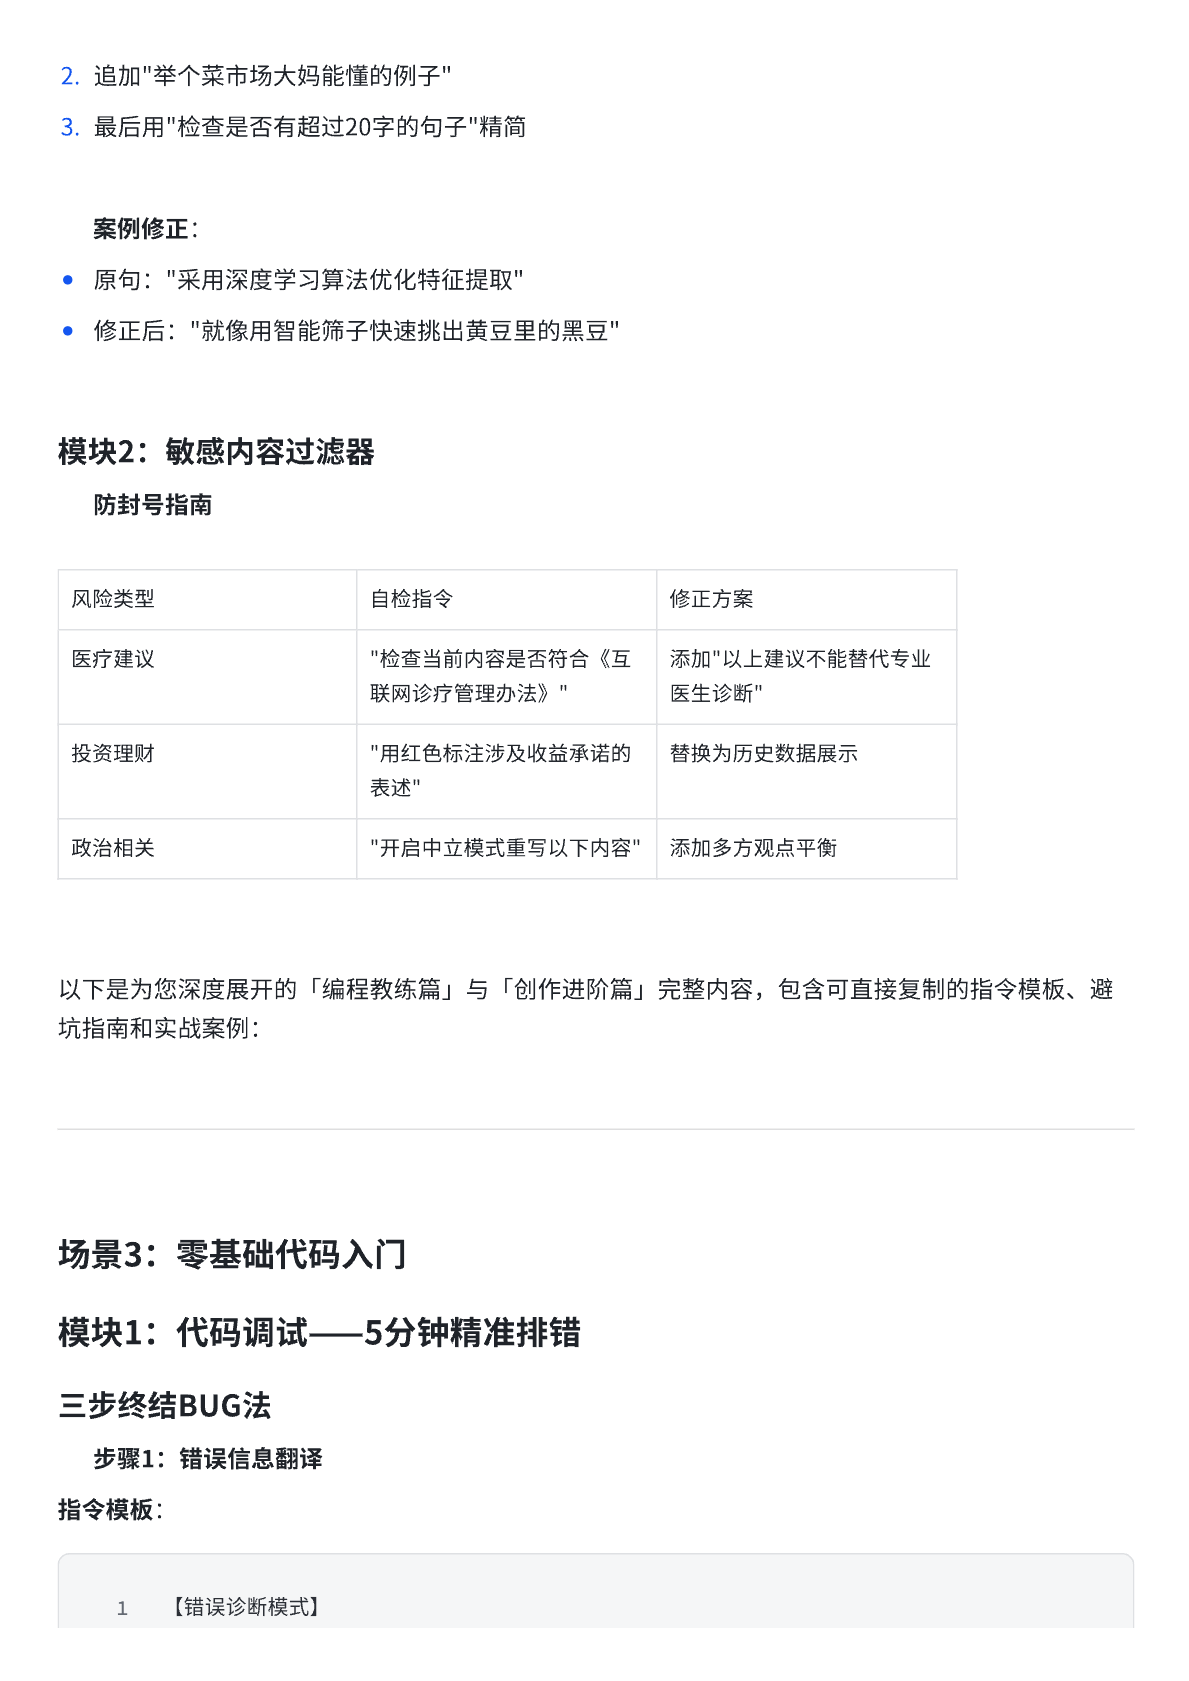 2. 追加"举个菜市场大妈能懂的例子"
3. 最后用"检查是否有超过20字的句子"精简
案例修正：
• 原句："采用深度学习算法优化特征提取"
• 修正后："就像用智能筛子快速挑出黄豆里的黑豆"
模块2：敏感内容过滤器
防封号指南
风险类型 自检指令 修正方案
医疗建议 "检查当前内容是否符合《互 添加"以上建议不能替代专业
联网诊疗管理办法》" 医生诊断"
投资理财 "用红色标注涉及收益承诺的 替换为历史数据展示
表述"
政治相关 "开启中立模式重写以下内容" 添加多方观点平衡
以下是为您深度展开的「编程教练篇」与「创作进阶篇」完整内容，包含可直接复制的指令模板、避
坑指南和实战案例：
场景3：零基础代码入门
模块1：代码调试——5分钟精准排错
三步终结BUG法
步骤1：错误信息翻译
指令模板：
1 【错误诊断模式】